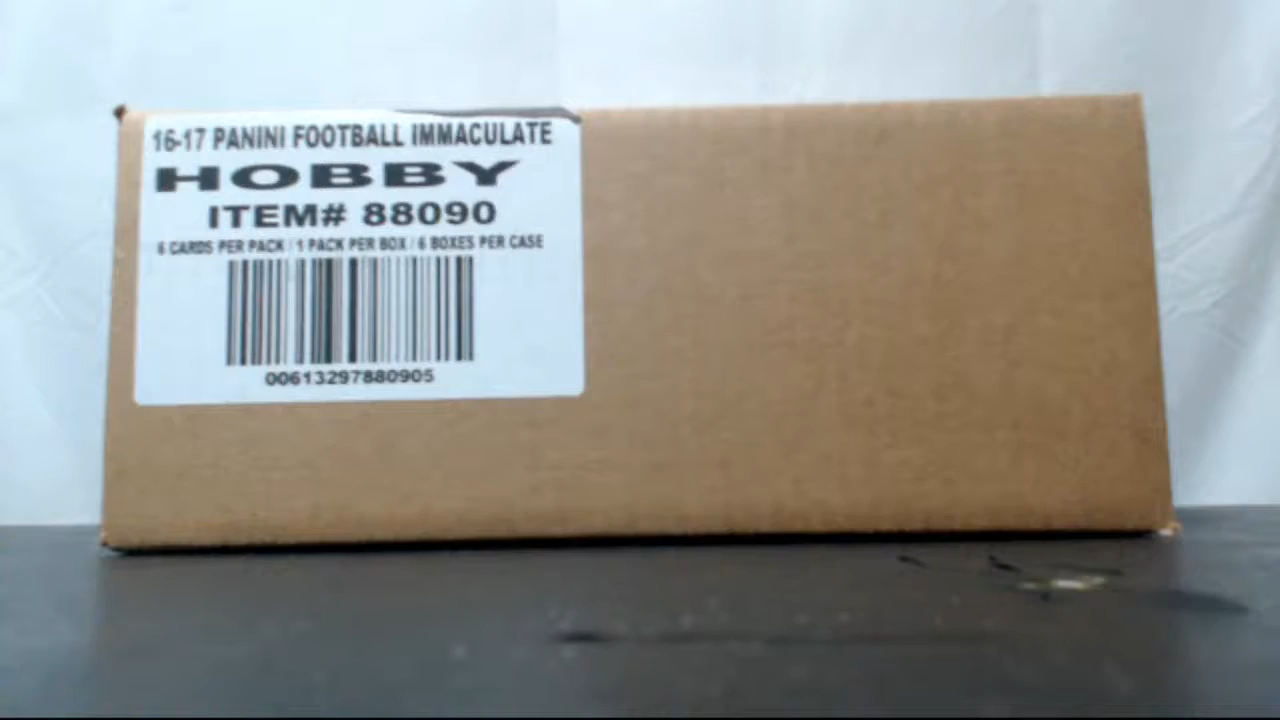 16-17 PANINI FOOTBALL IMMACULATE
HOBBY
ITEM# 88090
6 CARDS PER PACK / 1 PACK PER BOX / 6 BOXES PER CASE
00613297880905